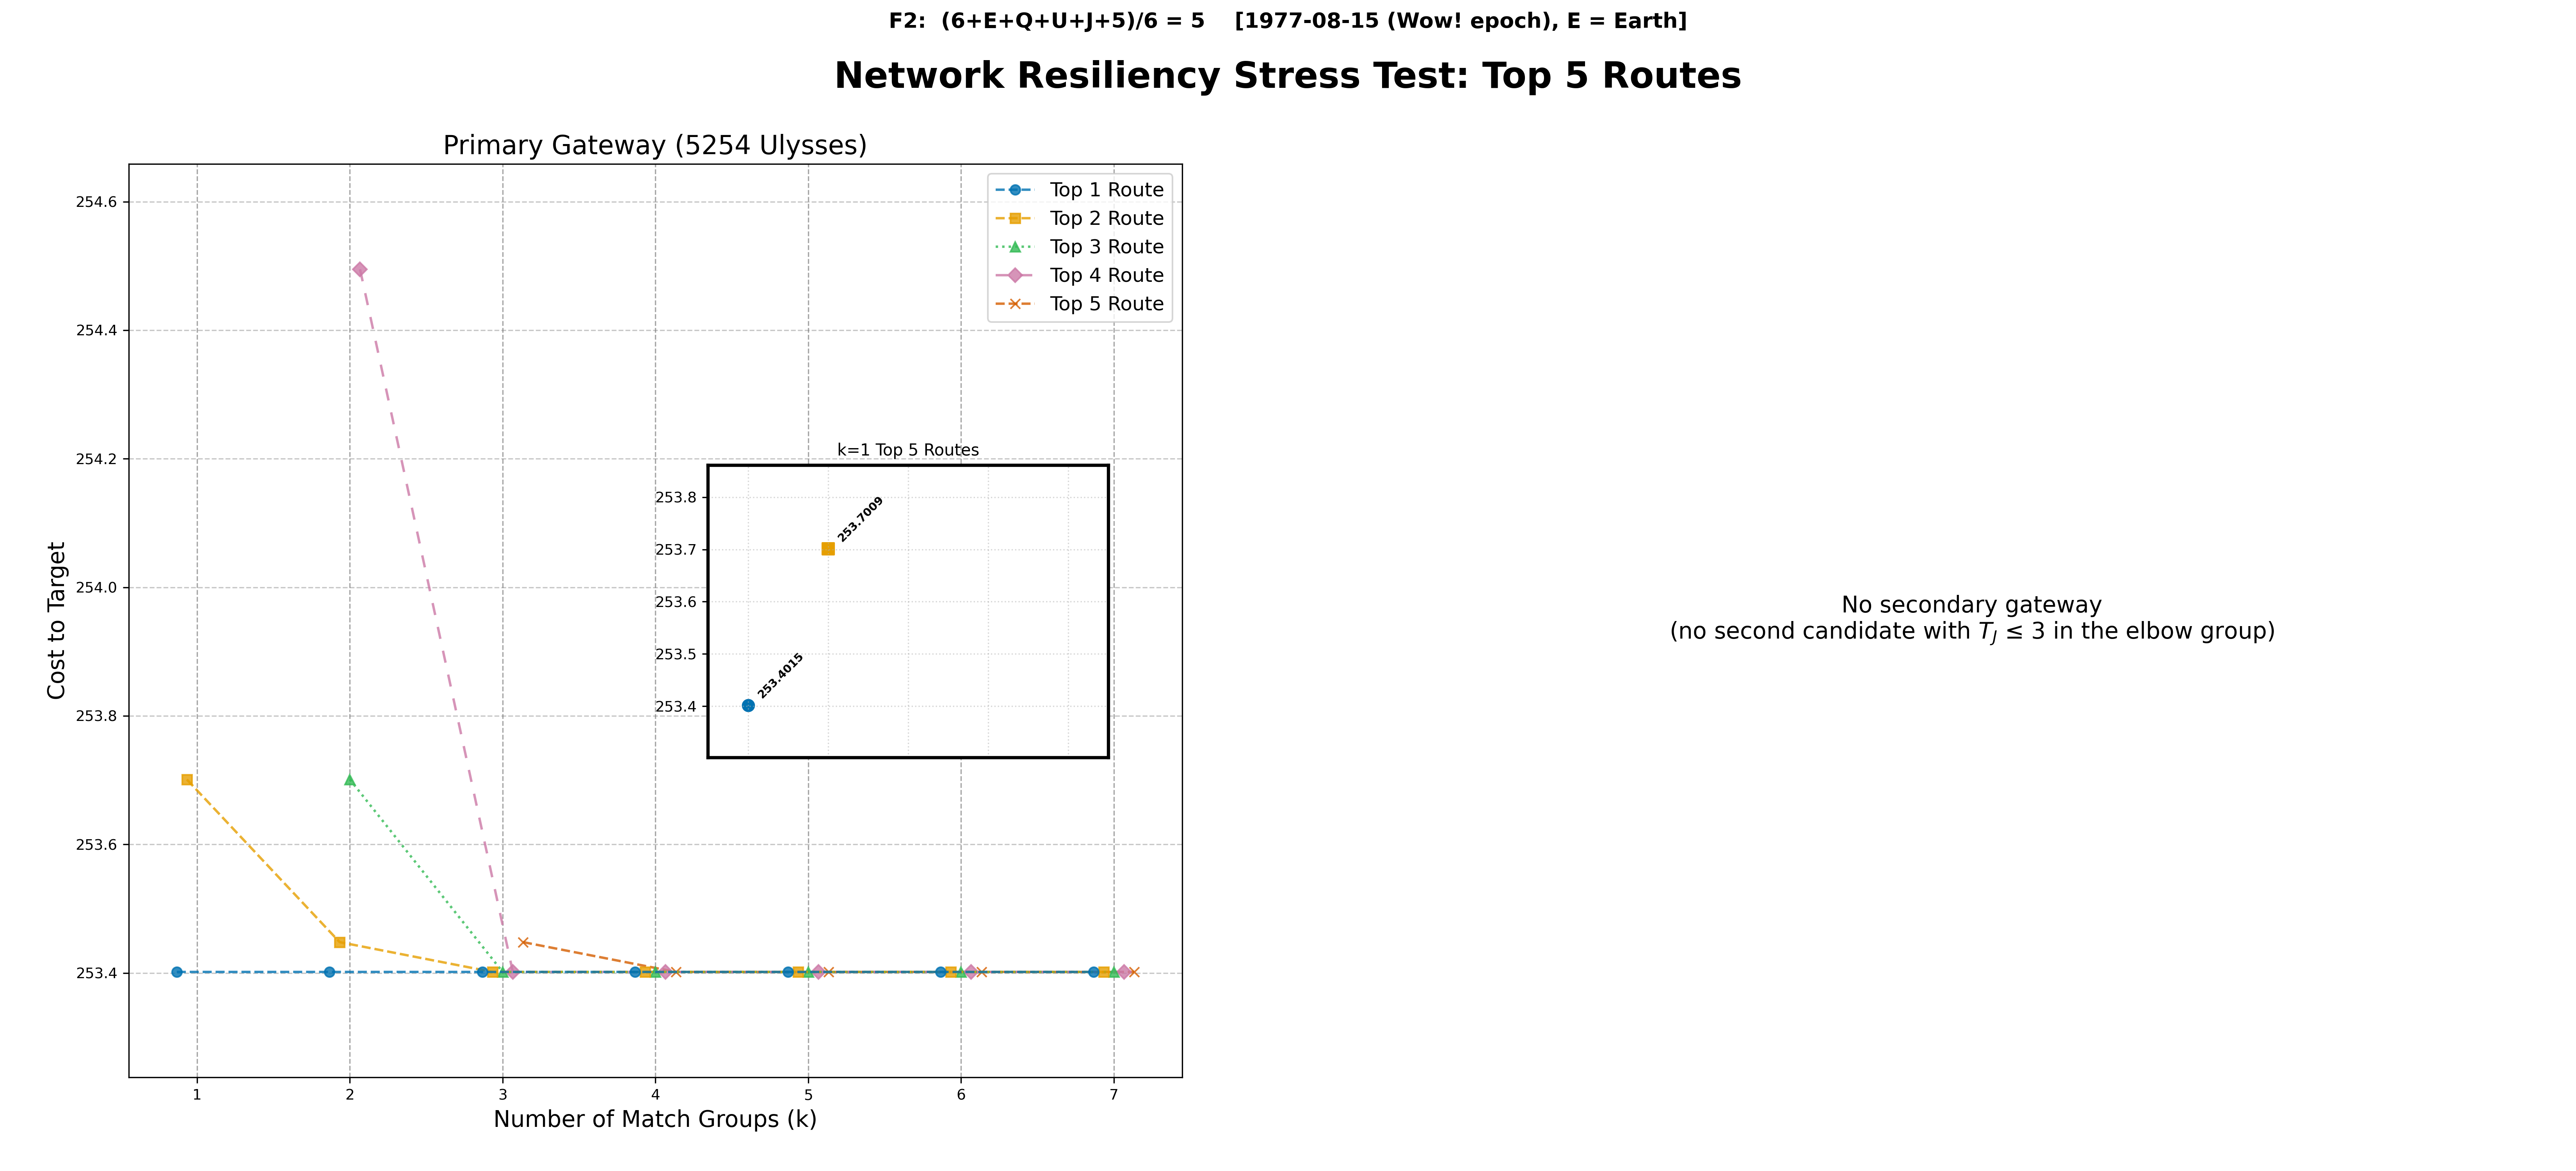 F2:  (6+E+Q+U+J+5)/6 = 5    [1977-08-15 (Wow! epoch), E = Earth]
Network Resiliency Stress Test: Top 5 Routes
Primary Gateway (5254 Ulysses)
Top 1 Route
Top 2 Route
Top 3 Route
Top 4 Route
Top 5 Route
Cost to Target
254.6
254.4
254.2
254.0
253.8
253.6
253.4
k=1 Top 5 Routes
253.8
253.7
253.6
253.5
253.4
253.7009
253.4015
1 2 3 4 5 6 7
Number of Match Groups (k)
No secondary gateway
(no second candidate with T_J ≤ 3 in the elbow group)